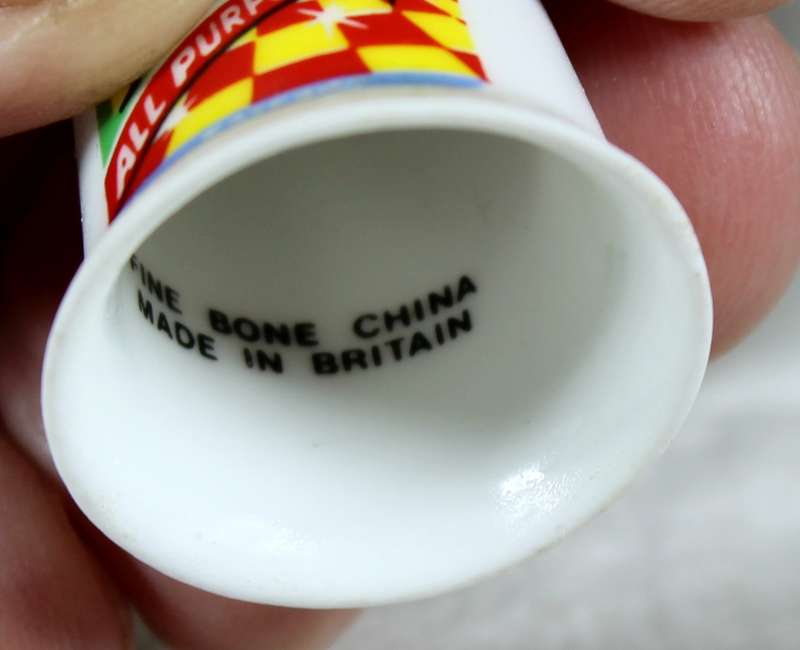 ALL PURP
FINE BONE CHINA
MADE IN BRITAIN